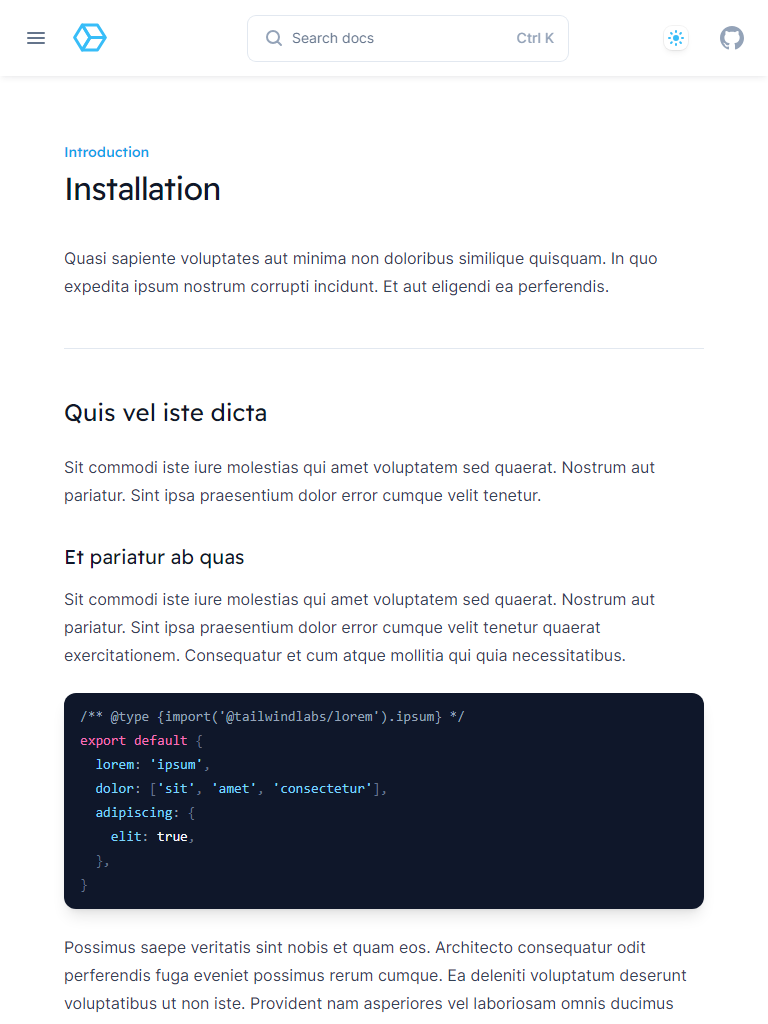 Search docs Ctrl K
Introduction
Installation
Quasi sapiente voluptates aut minima non doloribus similique quisquam. In quo
expedita ipsum nostrum corrupti incidunt. Et aut eligendi ea perferendis.
Quis vel iste dicta
Sit commodi iste iure molestias qui amet voluptatem sed quaerat. Nostrum aut
pariatur. Sint ipsa praesentium dolor error cumque velit tenetur.
Et pariatur ab quas
Sit commodi iste iure molestias qui amet voluptatem sed quaerat. Nostrum aut
pariatur. Sint ipsa praesentium dolor error cumque velit tenetur quaerat
exercitationem. Consequatur et cum atque mollitia qui quia necessitatibus.
/** @type {import('@tailwindlabs/lorem').ipsum} */
export default {
  lorem: 'ipsum',
  dolor: ['sit', 'amet', 'consectetur'],
  adipiscing: {
    elit: true,
  },
}
Possimus saepe veritatis sint nobis et quam eos. Architecto consequatur odit
perferendis fuga eveniet possimus rerum cumque. Ea deleniti voluptatum deserunt
voluptatibus ut non iste. Provident nam asperiores vel laboriosam omnis ducimus